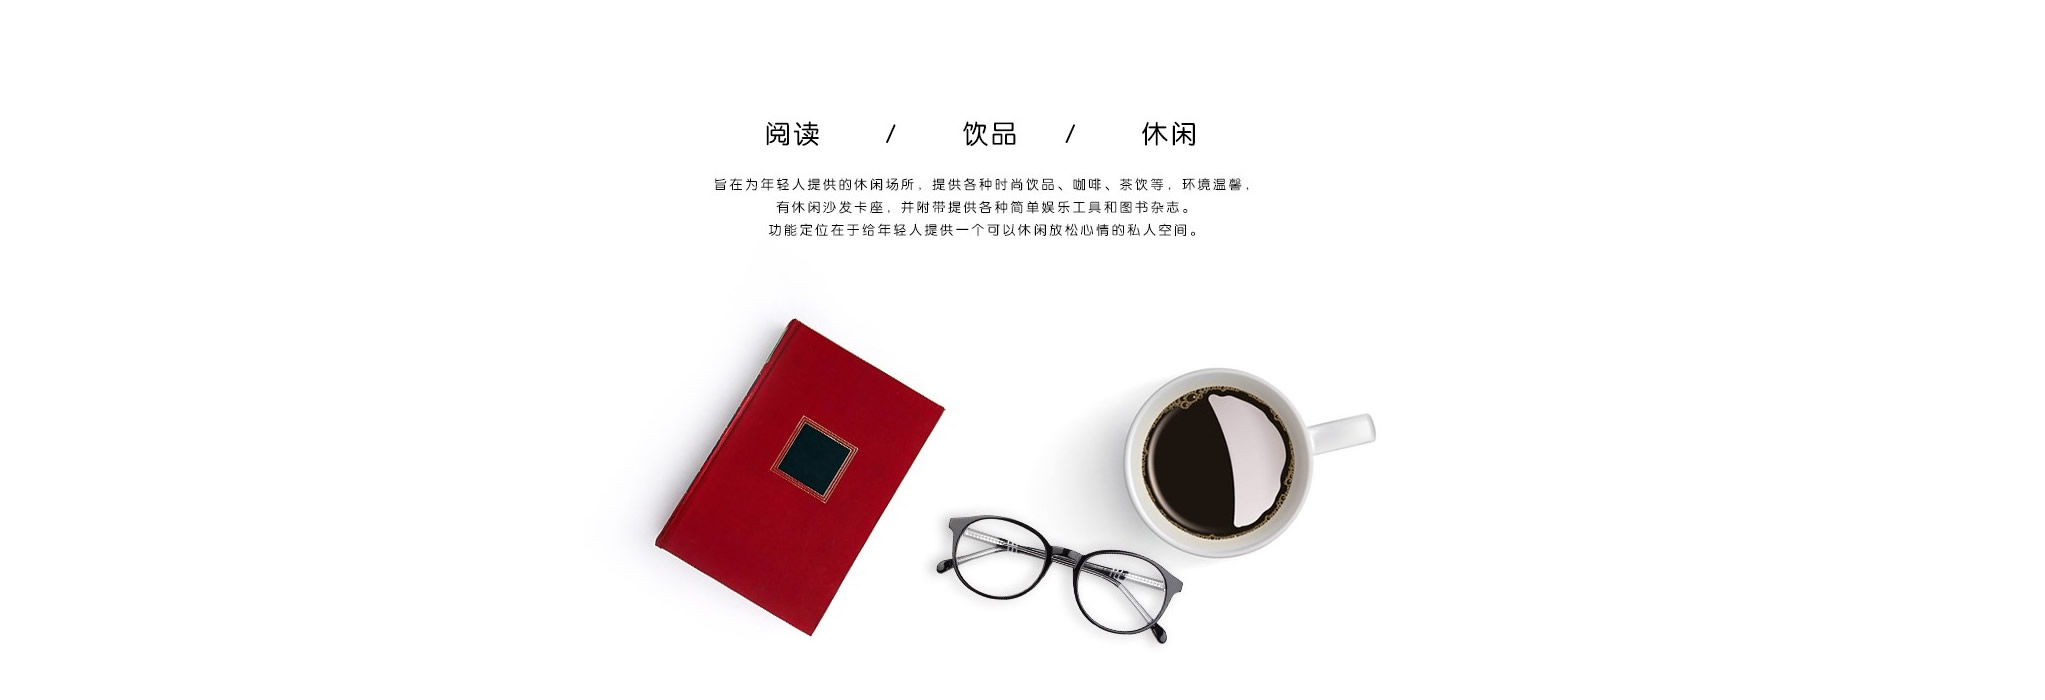 阅读 / 饮品 / 休闲
旨在为年轻人提供的休闲场所，提供各种时尚饮品、咖啡、茶饮等，环境温馨，
有休闲沙发卡座，并附带提供各种简单娱乐工具和图书杂志。
功能定位在于给年轻人提供一个可以休闲放松心情的私人空间。